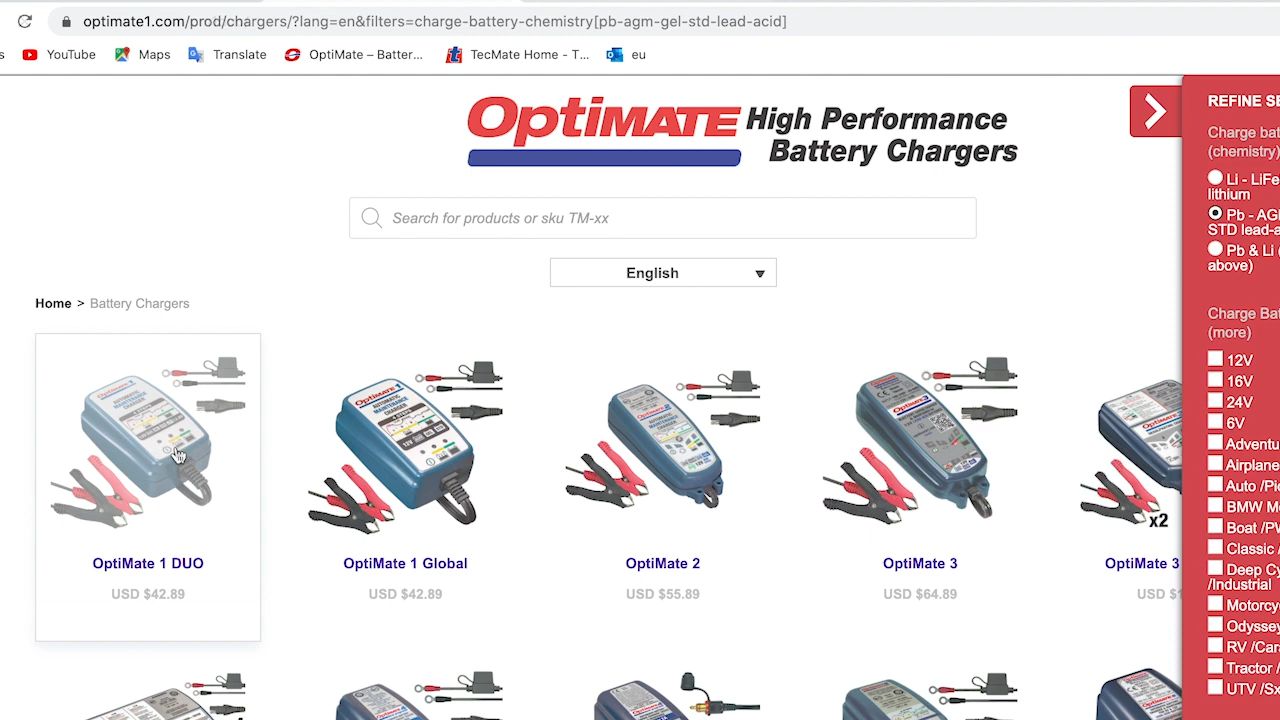 optimate1.com/prod/chargers/?lang=en&filters=charge-battery-chemistry[pb-agm-gel-std-lead-acid]
s YouTube Maps Translate OptiMate – Batter... TecMate Home - T... eu
OptiMATE High Performance
Battery Chargers
Search for products or sku TM-xx
English
Home > Battery Chargers
OptiMate 1 DUO
USD $42.89
OptiMate 1 Global
USD $42.89
OptiMate 2
USD $55.89
OptiMate 3
USD $64.89
x2
OptiMate 3
USD $1
REFINE SE
Charge bat
(chemistry)
Li - LiFe
lithium
Pb - AG
STD lead-a
Pb & Li (
above)
Charge Bat
(more)
12V
16V
24V
6V
Adventu
Airplane
Auto /Pic
BMW Mo
Boat /PW
Classic /
Deep Cy
/Industrial
Motorcy
Odyssey
RV /Car
Tractor /
UTV /Sx